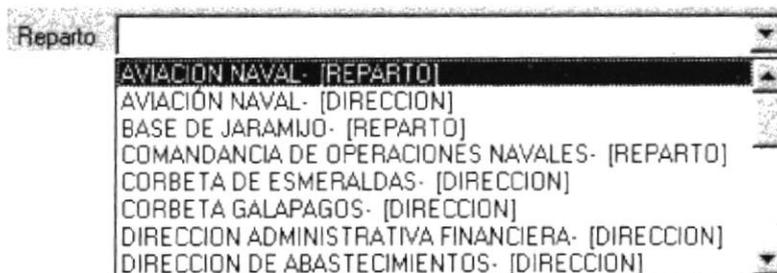 Reparto
AVIACION NAVAL- [REPARTO]
AVIACIÓN NAVAL- [DIRECCION]
BASE DE JARAMIJO- [REPARTO]
COMANDANCIA DE OPERACIONES NAVALES- [REPARTO]
CORBETA DE ESMERALDAS- [DIRECCION]
CORBETA GALAPAGOS- [DIRECCION]
DIRECCION ADMINISTRATIVA FINANCIERA- [DIRECCION]
DIRECCION DE ABASTECIMIENTOS- [DIRECCION]